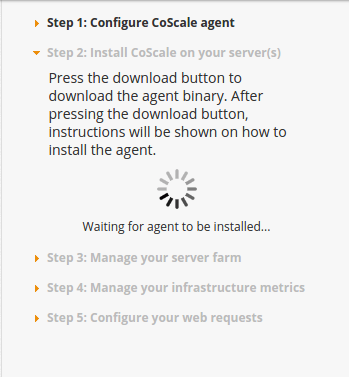 Step 1: Configure CoScale agent
Step 2: Install CoScale on your server(s)
Press the download button to
download the agent binary. After
pressing the download button,
instructions will be shown on how to
install the agent.
Waiting for agent to be installed...
Step 3: Manage your server farm
Step 4: Manage your infrastructure metrics
Step 5: Configure your web requests